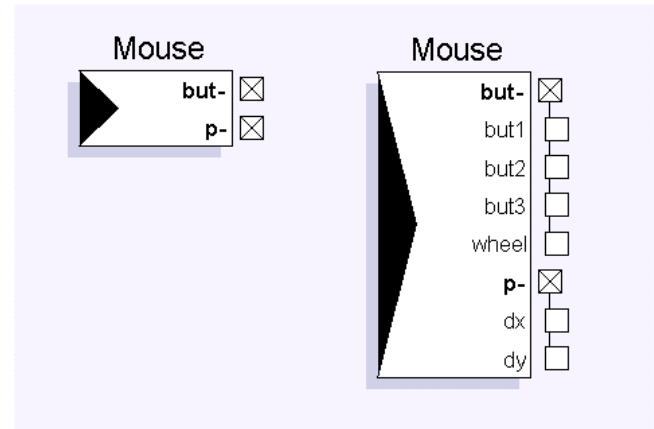 Mouse
but-
p-
Mouse
but-
but1
but2
but3
wheel
p-
dx
dy